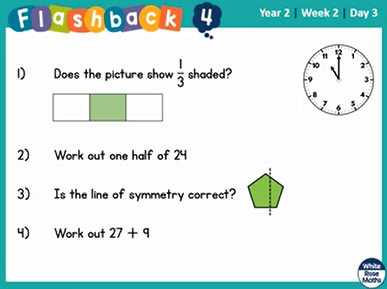 Flashback 4
Year 2 | Week 2 | Day 3
1) Does the picture show 1/3 shaded?
12
1
2
3
4
5
6
7
8
9
10
11
2) Work out one half of 24
3) Is the line of symmetry correct?
4) Work out 27 + 9
White
Rose
Maths